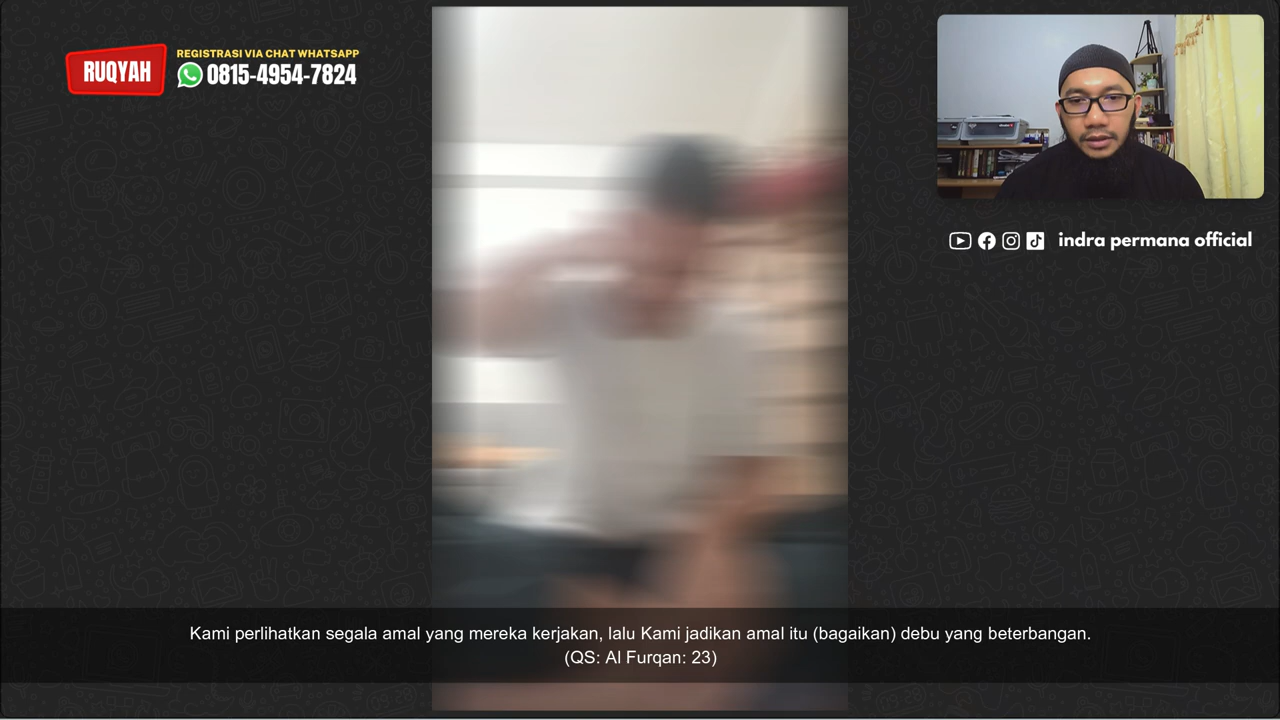 RUQYAH
REGISTRASI VIA CHAT WHATSAPP
0815-4954-7824
indra permana official
Kami perlihatkan segala amal yang mereka kerjakan, lalu Kami jadikan amal itu (bagaikan) debu yang beterbangan.
(QS: Al Furqan: 23)